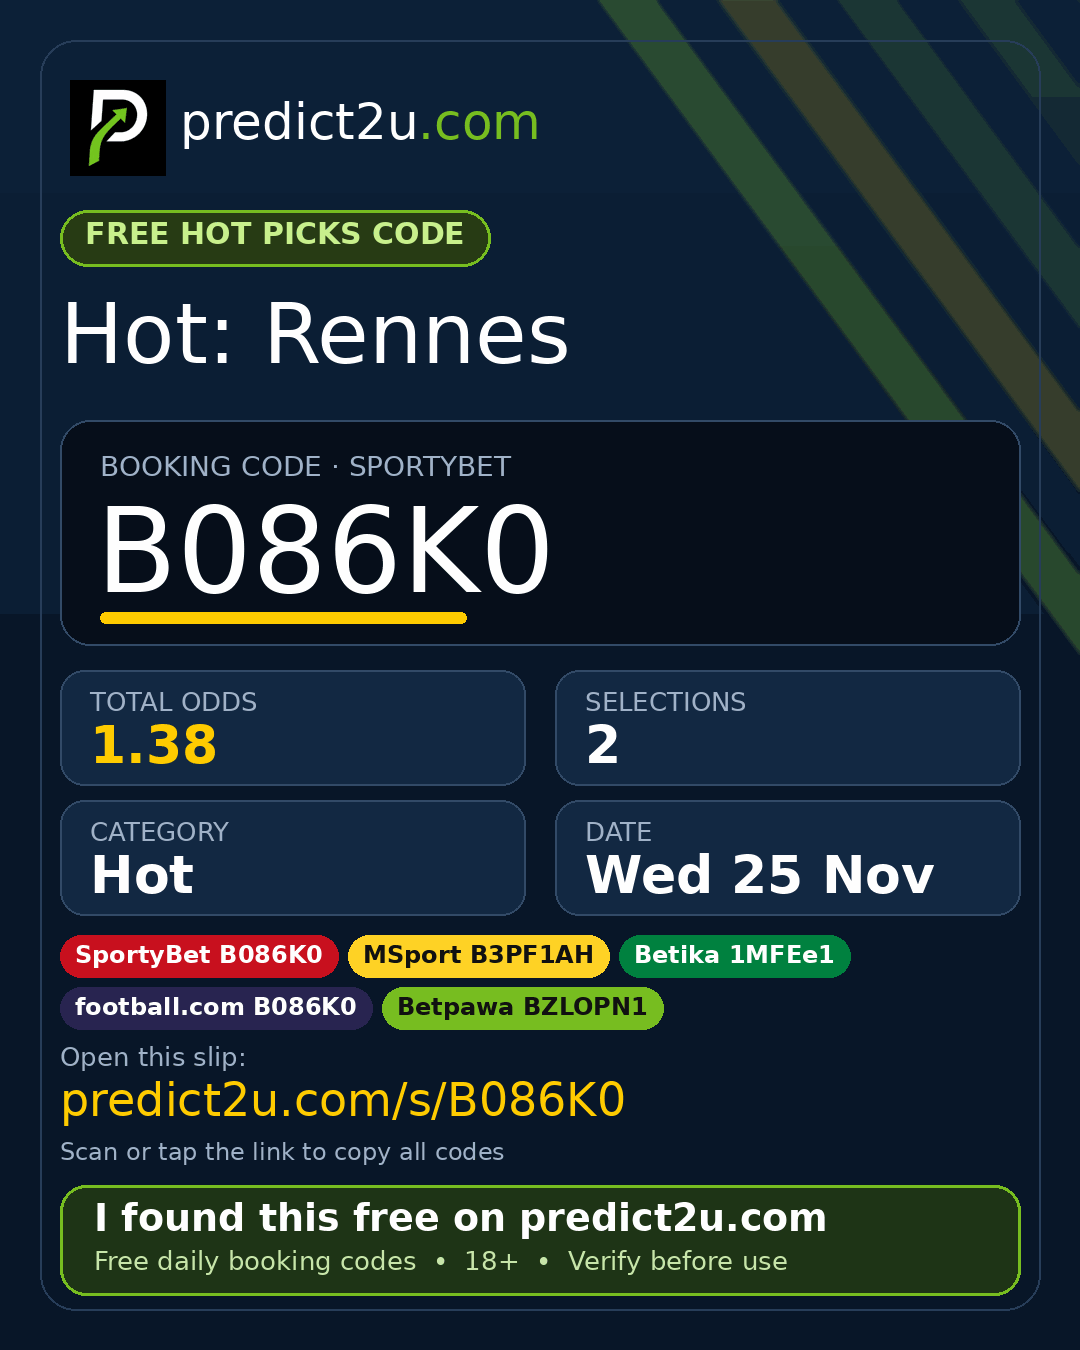 predict2u.com
FREE HOT PICKS CODE
Hot: Rennes
BOOKING CODE · SPORTYBET
B086K0
TOTAL ODDS
1.38
SELECTIONS
2
CATEGORY
Hot
DATE
Wed 25 Nov
SportyBet B086K0
MSport B3PF1AH
Betika 1MFEe1
football.com B086K0
Betpawa BZLOPN1
Open this slip:
predict2u.com/s/B086K0
Scan or tap the link to copy all codes
I found this free on predict2u.com
Free daily booking codes • 18+ • Verify before use